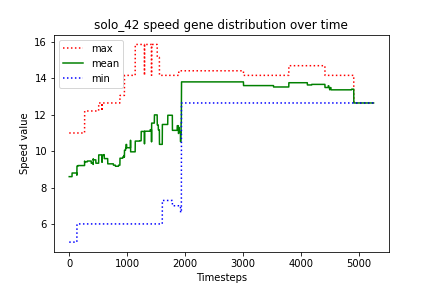 solo_42 speed gene distribution over time
max
mean
min
Speed value
16
14
12
10
8
6
0 1000 2000 3000 4000 5000
Timesteps